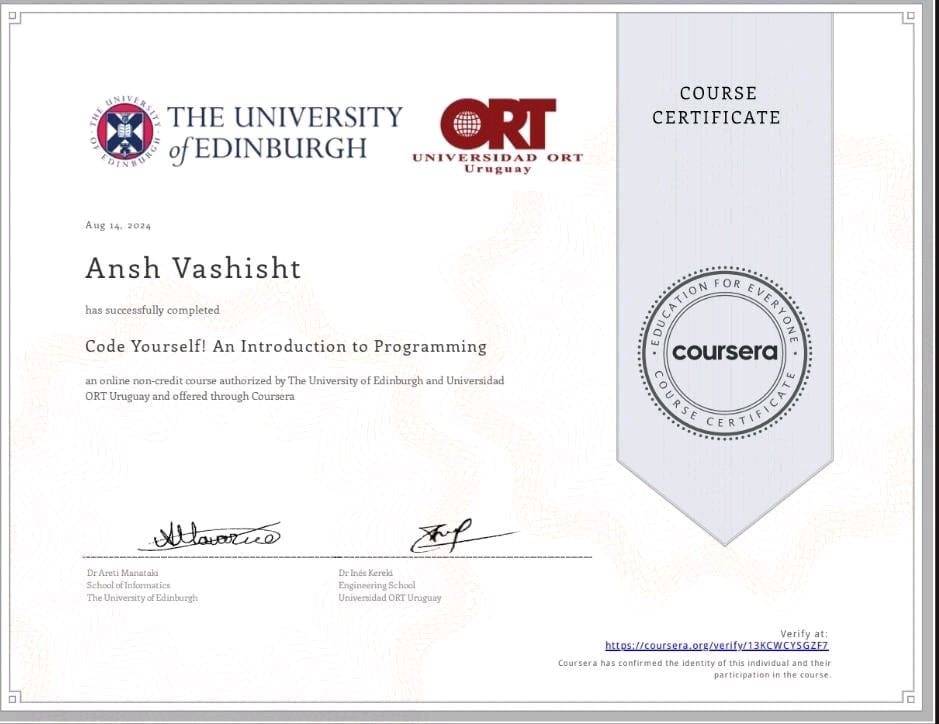 THE UNIVERSITY OF EDINBURGH
THE UNIVERSITY
of EDINBURGH
ORT
UNIVERSIDAD ORT
Uruguay
COURSE
CERTIFICATE
Aug 14, 2024
Ansh Vashisht
has successfully completed
Code Yourself! An Introduction to Programming
an online non-credit course authorized by The University of Edinburgh and Universidad
ORT Uruguay and offered through Coursera
EDUCATION FOR EVERYONE
coursera
COURSE CERTIFICATE
Dr Areti Manataki
School of Informatics
The University of Edinburgh
Dr Inés Kereki
Engineering School
Universidad ORT Uruguay
Verify at:
https://coursera.org/verify/13KCWCYSGZF7
Coursera has confirmed the identity of this individual and their
participation in the course.